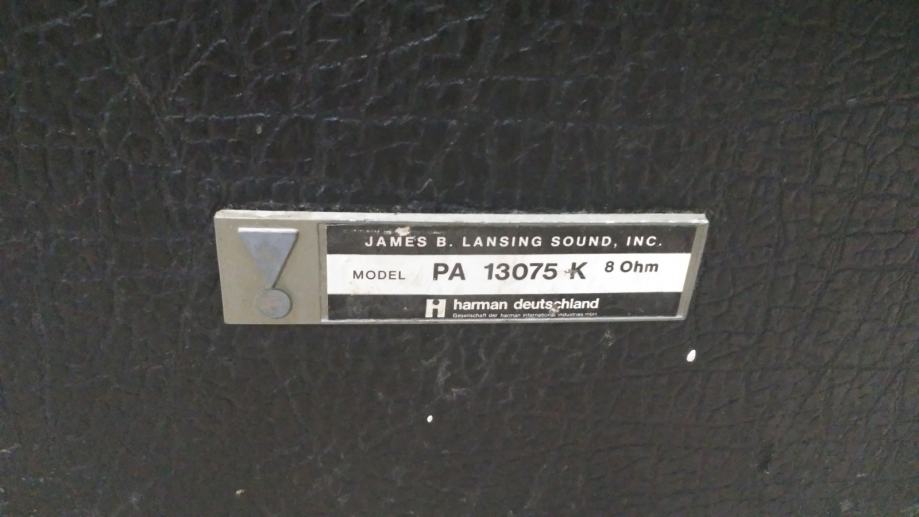 JAMES B. LANSING SOUND, INC.
MODEL PA 13075 K 8 Ohm
H harman deutschland
Gesellschaft der harman international industries mbH